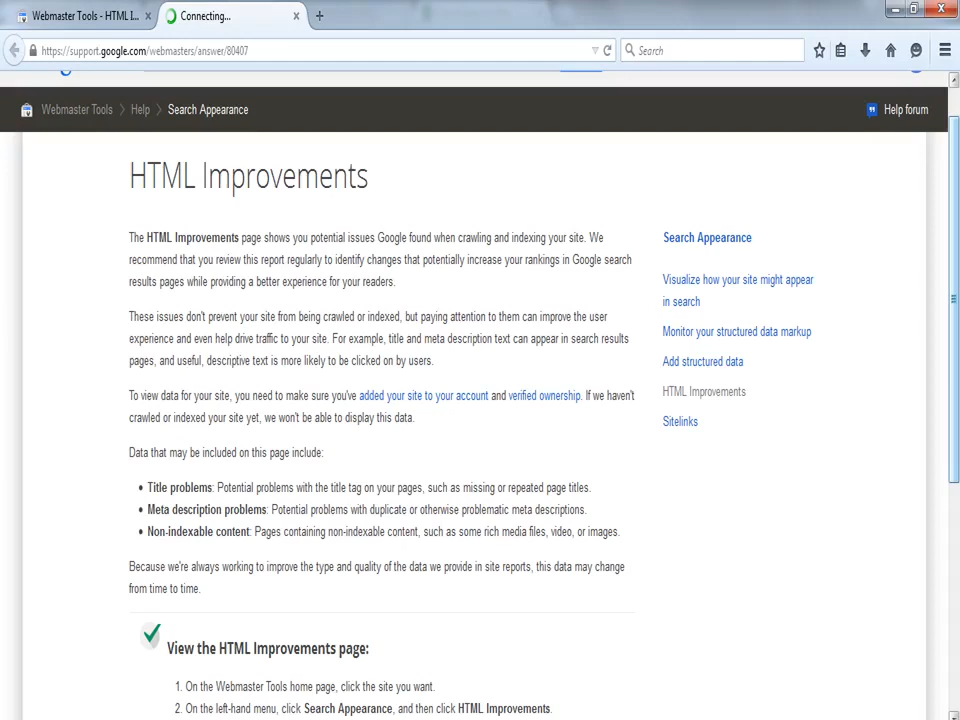 Webmaster Tools - HTML I...
Connecting...
https://support.google.com/webmasters/answer/80407
Search
Webmaster Tools > Help > Search Appearance
Help forum
HTML Improvements
The HTML Improvements page shows you potential issues Google found when crawling and indexing your site. We
recommend that you review this report regularly to identify changes that potentially increase your rankings in Google search
results pages while providing a better experience for your readers.
These issues don't prevent your site from being crawled or indexed, but paying attention to them can improve the user
experience and even help drive traffic to your site. For example, title and meta description text can appear in search results
pages, and useful, descriptive text is more likely to be clicked on by users.
To view data for your site, you need to make sure you've added your site to your account and verified ownership. If we haven't
crawled or indexed your site yet, we won't be able to display this data.
Data that may be included on this page include:
• Title problems: Potential problems with the title tag on your pages, such as missing or repeated page titles.
• Meta description problems: Potential problems with duplicate or otherwise problematic meta descriptions.
• Non-indexable content: Pages containing non-indexable content, such as some rich media files, video, or images.
Because we're always working to improve the type and quality of the data we provide in site reports, this data may change
from time to time.
View the HTML Improvements page:
1. On the Webmaster Tools home page, click the site you want.
2. On the left-hand menu, click Search Appearance, and then click HTML Improvements.
Search Appearance
Visualize how your site might appear
in search
Monitor your structured data markup
Add structured data
HTML Improvements
Sitelinks